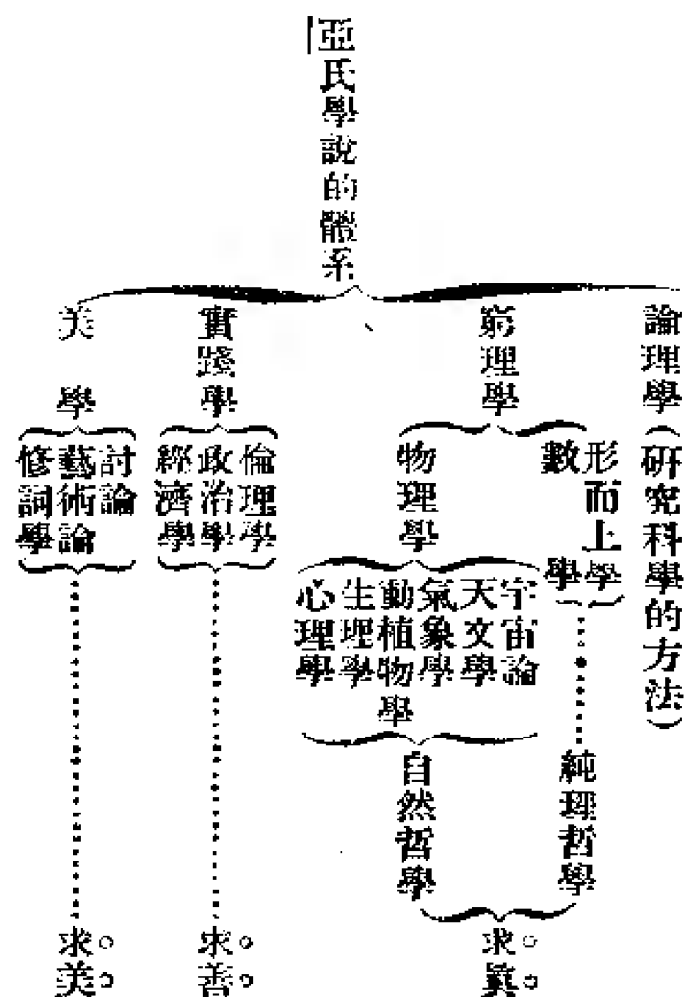 亞氏學說的體系
論理學(研究科學的方法)
窮理學
形而上學
數學
純理哲學
物理學
宇宙論
天文學
氣象學
動植物學
生理學
心理學
自然哲學
求眞
實踐學
倫理學
政治學
經濟學
求善
美學
討論
藝術論
修詞學
求美